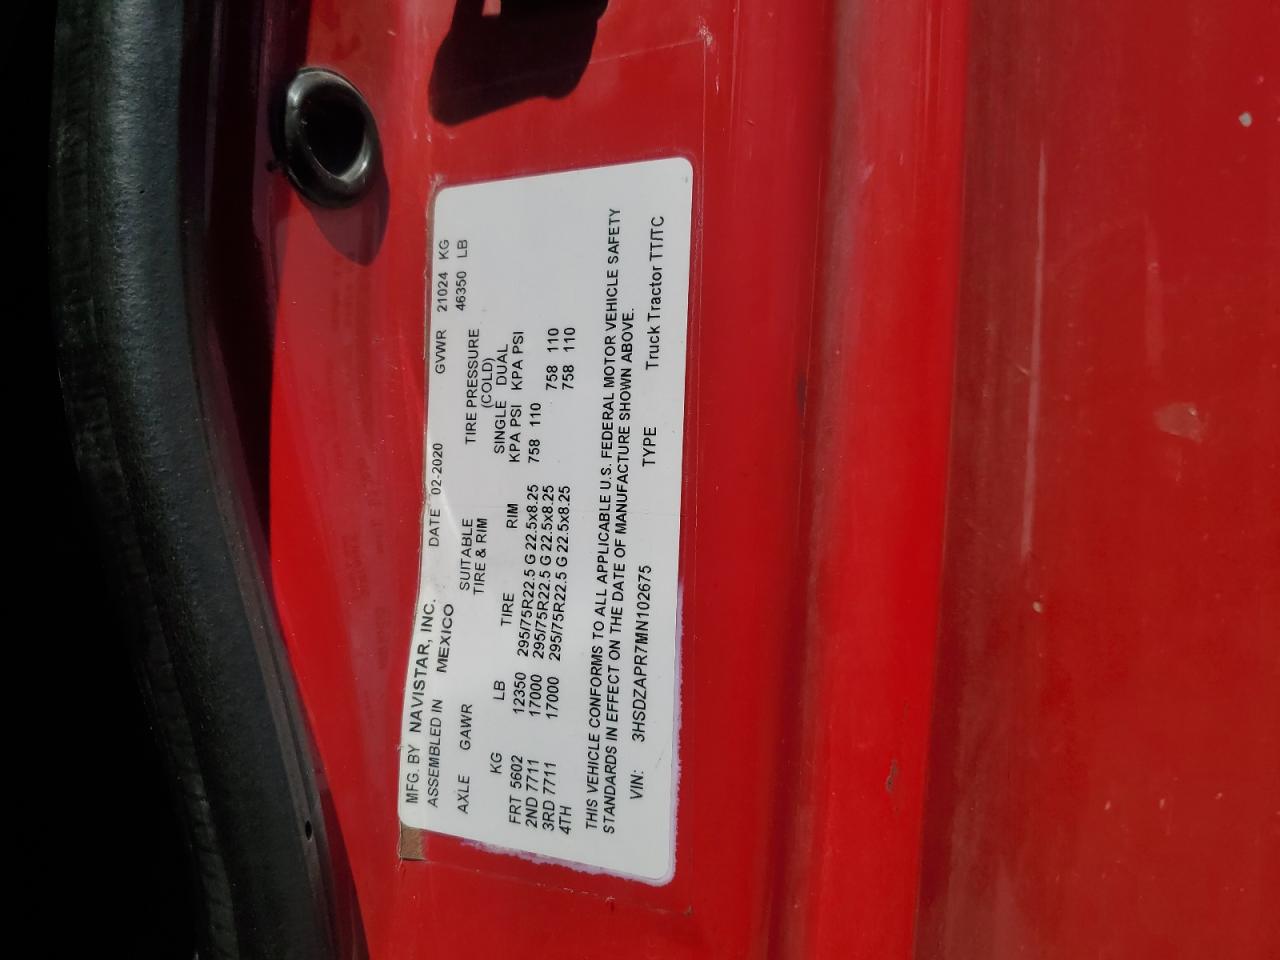 MFG. BY NAVISTAR, INC. DATE 02-2020 GVWR 21024 KG
ASSEMBLED IN MEXICO 46350 LB
AXLE GAWR SUITABLE TIRE PRESSURE
TIRE & RIM (COLD)
SINGLE DUAL
KG LB TIRE RIM KPA PSI KPA PSI
FRT 5602 12350 295/75R22.5 G 22.5x8.25 758 110
2ND 7711 17000 295/75R22.5 G 22.5x8.25 758 110
3RD 7711 17000 295/75R22.5 G 22.5x8.25 758 110
4TH
THIS VEHICLE CONFORMS TO ALL APPLICABLE U.S. FEDERAL MOTOR VEHICLE SAFETY
STANDARDS IN EFFECT ON THE DATE OF MANUFACTURE SHOWN ABOVE.
VIN: 3HSDZAPR7MN102675 TYPE Truck Tractor TT/TC